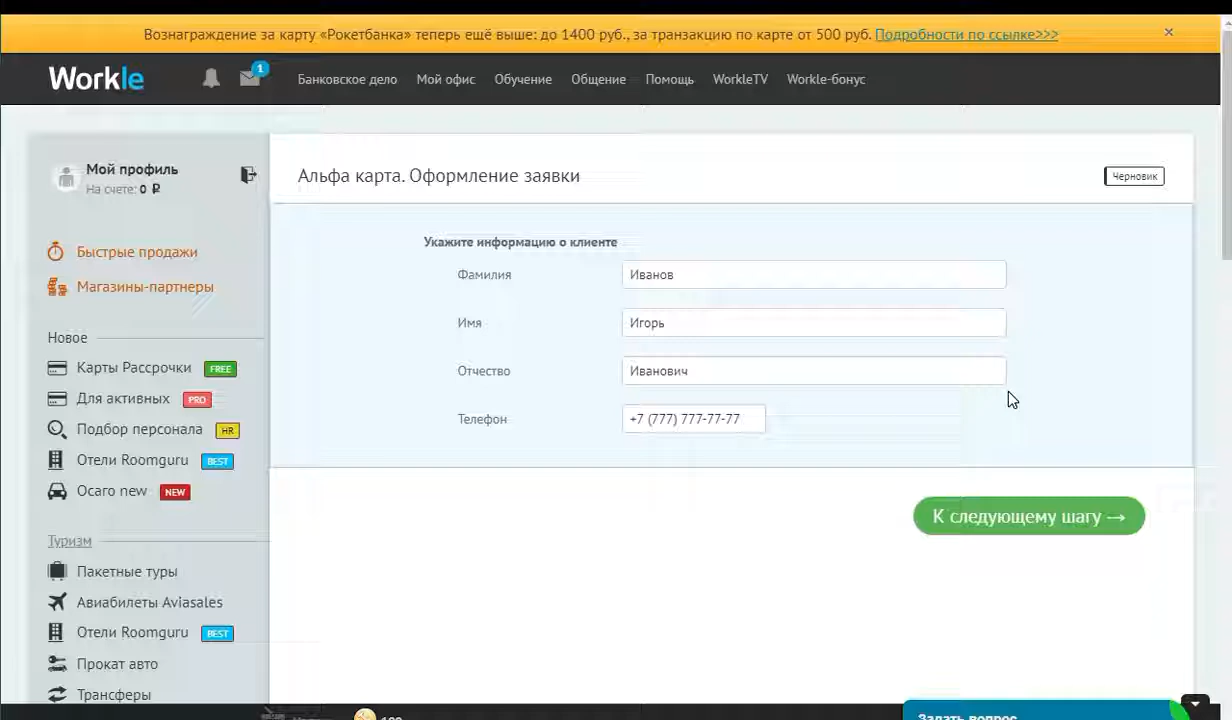 Вознаграждение за карту «Рокетбанка» теперь ещё выше: до 1400 руб., за транзакцию по карте от 500 руб. Подробности по ссылке>>>
Workle
1
Банковское дело Мой офис Обучение Общение Помощь WorkleTV Workle-бонус
Мой профиль
На счете: 0 ₽
Быстрые продажи
Магазины-партнеры
Новое
Карты Рассрочки FREE
Для активных PRO
Подбор персонала HR
Отели Roomguru BEST
Осаго new NEW
Туризм
Пакетные туры
Авиабилеты Aviasales
Отели Roomguru BEST
Прокат авто
Трансферы
Альфа карта. Оформление заявки
Черновик
Укажите информацию о клиенте
Фамилия Иванов
Имя Игорь
Отчество Иванович
Телефон +7 (777) 777-77-77
К следующему шагу →
Задать вопрос